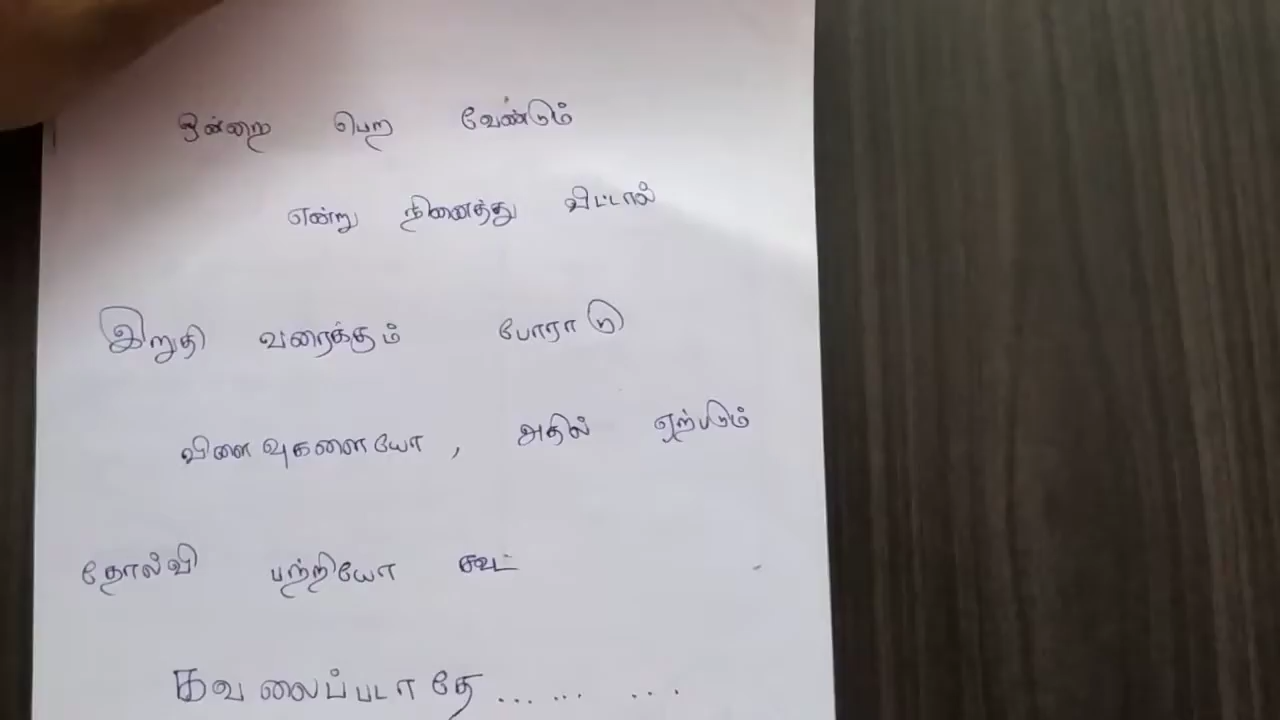 ஒன்றை பெற வேண்டும்
என்று நினைத்து விட்டால்
இறுதி வரைக்கும் போராடு
விளைவுகளையோ, அதில் ஏற்படும்
தோல்வி பற்றியோ கூட
கவலைப்படாதே...... ...